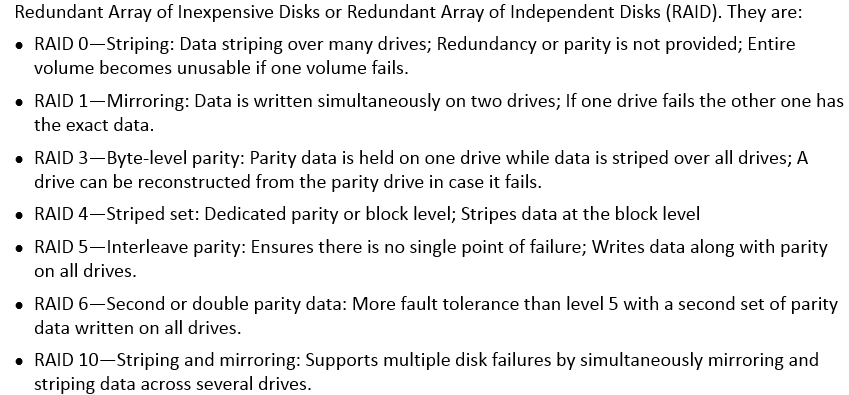 Redundant Array of Inexpensive Disks or Redundant Array of Independent Disks (RAID). They are:
• RAID 0—Striping: Data striping over many drives; Redundancy or parity is not provided; Entire
volume becomes unusable if one volume fails.
• RAID 1—Mirroring: Data is written simultaneously on two drives; If one drive fails the other one has
the exact data.
• RAID 3—Byte-level parity: Parity data is held on one drive while data is striped over all drives; A
drive can be reconstructed from the parity drive in case it fails.
• RAID 4—Striped set: Dedicated parity or block level; Stripes data at the block level
• RAID 5—Interleave parity: Ensures there is no single point of failure; Writes data along with parity
on all drives.
• RAID 6—Second or double parity data: More fault tolerance than level 5 with a second set of parity
data written on all drives.
• RAID 10—Striping and mirroring: Supports multiple disk failures by simultaneously mirroring and
striping data across several drives.